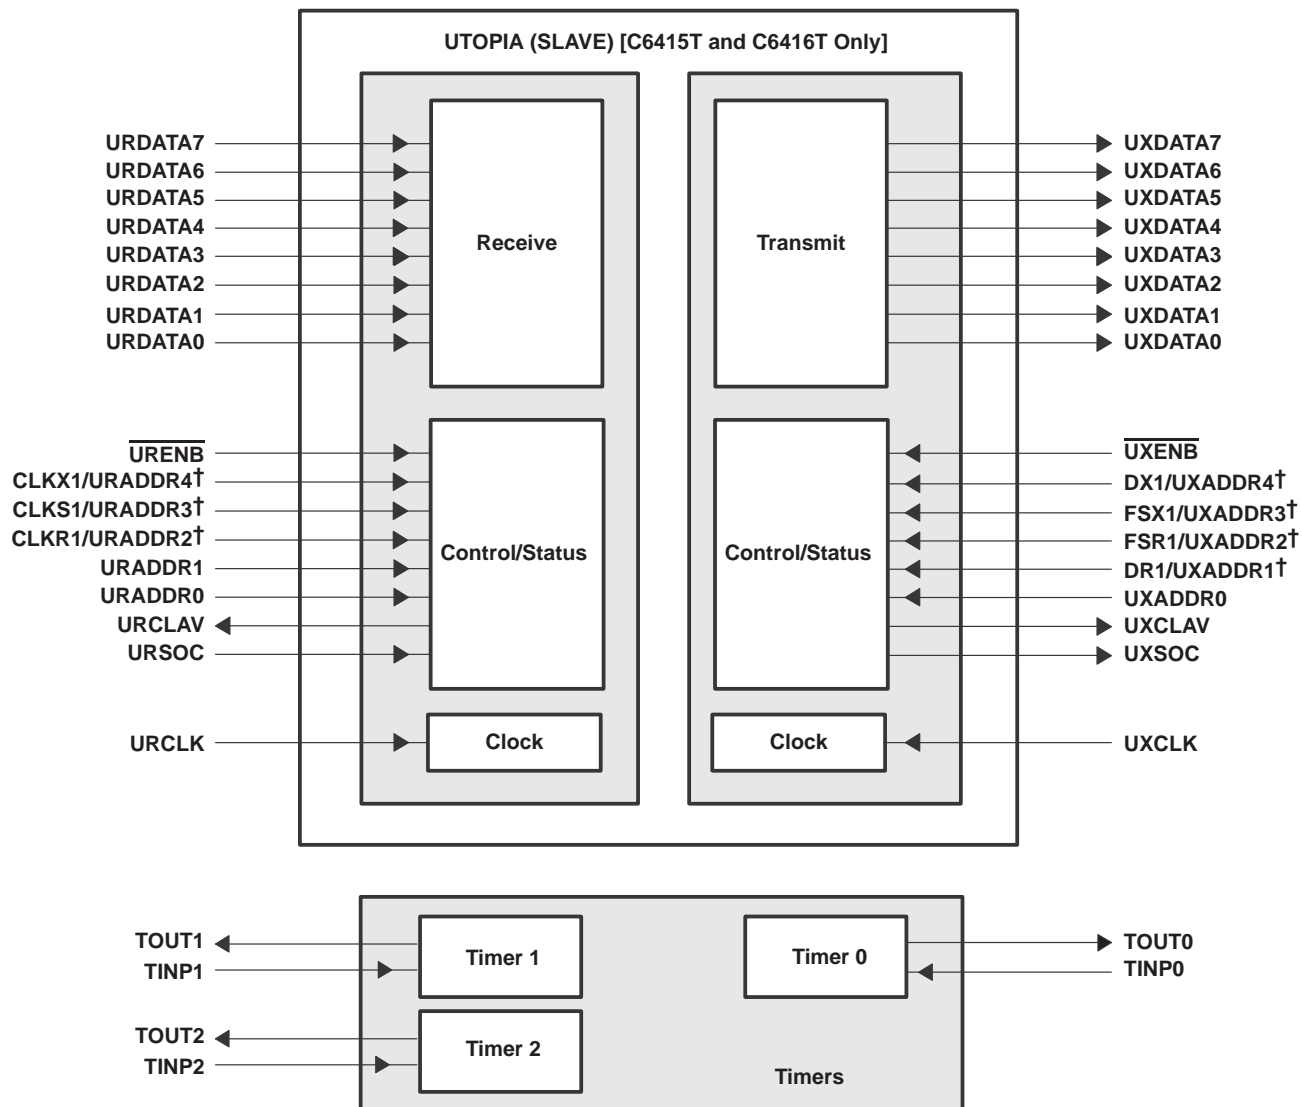 UTOPIA (SLAVE) [C6415T and C6416T Only]
URDATA7
URDATA6
URDATA5
URDATA4
URDATA3
URDATA2
URDATA1
URDATA0
Receive
Transmit
UXDATA7
UXDATA6
UXDATA5
UXDATA4
UXDATA3
UXDATA2
UXDATA1
UXDATA0
URENB
CLKX1/URADDR4†
CLKS1/URADDR3†
CLKR1/URADDR2†
URADDR1
URADDR0
URCLAV
URSOC
Control/Status
Control/Status
UXENB
DX1/UXADDR4†
FSX1/UXADDR3†
FSR1/UXADDR2†
DR1/UXADDR1†
UXADDR0
UXCLAV
UXSOC
URCLK
Clock
Clock
UXCLK
TOUT1
TINP1
Timer 1
Timer 0
TOUT0
TINP0
TOUT2
TINP2
Timer 2
Timers